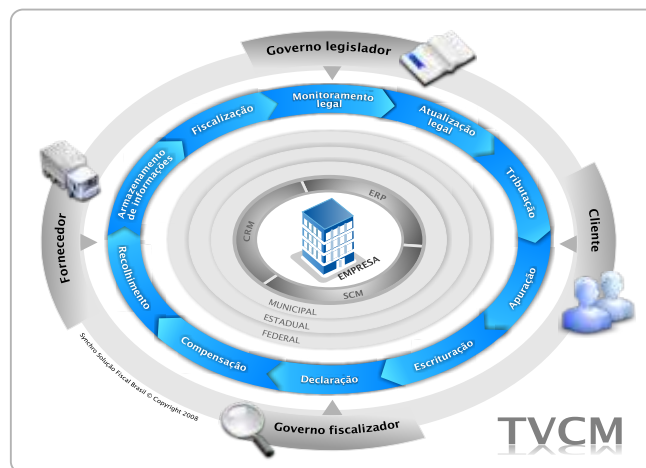 Governo legislador
Monitoramento
legal
Atualização
legal
Tributação
Apuração
Escrituração
Declaração
Compensação
Recolhimento
Armazenamento
de informações
Fiscalização
Fornecedor
Cliente
CRM
ERP
SCM
EMPRESA
MUNICIPAL
ESTADUAL
FEDERAL
Governo fiscalizador
Synchro Solução Fiscal Brasil © Copyright 2008
TVCM